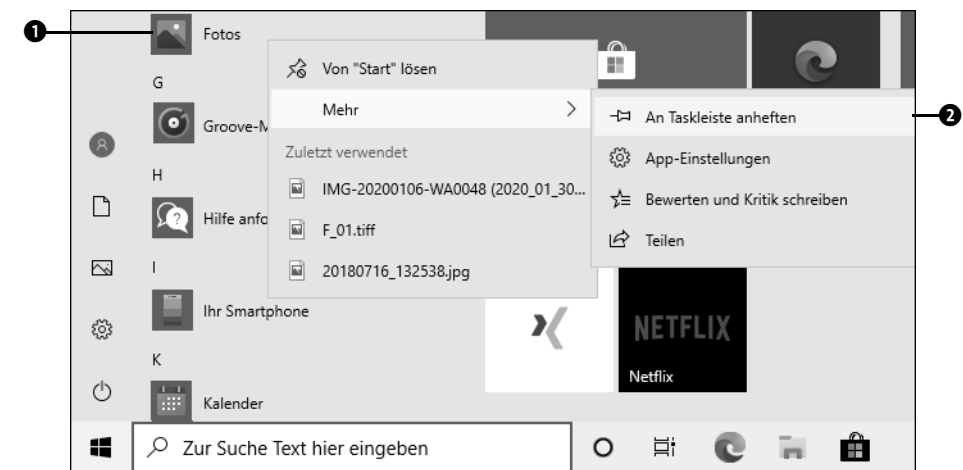 ❶
Fotos
G
Groove-M
H
Hilfe anfo
I
Ihr Smartphone
K
Kalender
Von "Start" lösen
Mehr
Zuletzt verwendet
IMG-20200106-WA0048 (2020_01_30...
F_01.tiff
20180716_132538.jpg
An Taskleiste anheften
❷
App-Einstellungen
Bewerten und Kritik schreiben
Teilen
NETFLIX
Netflix
Zur Suche Text hier eingeben